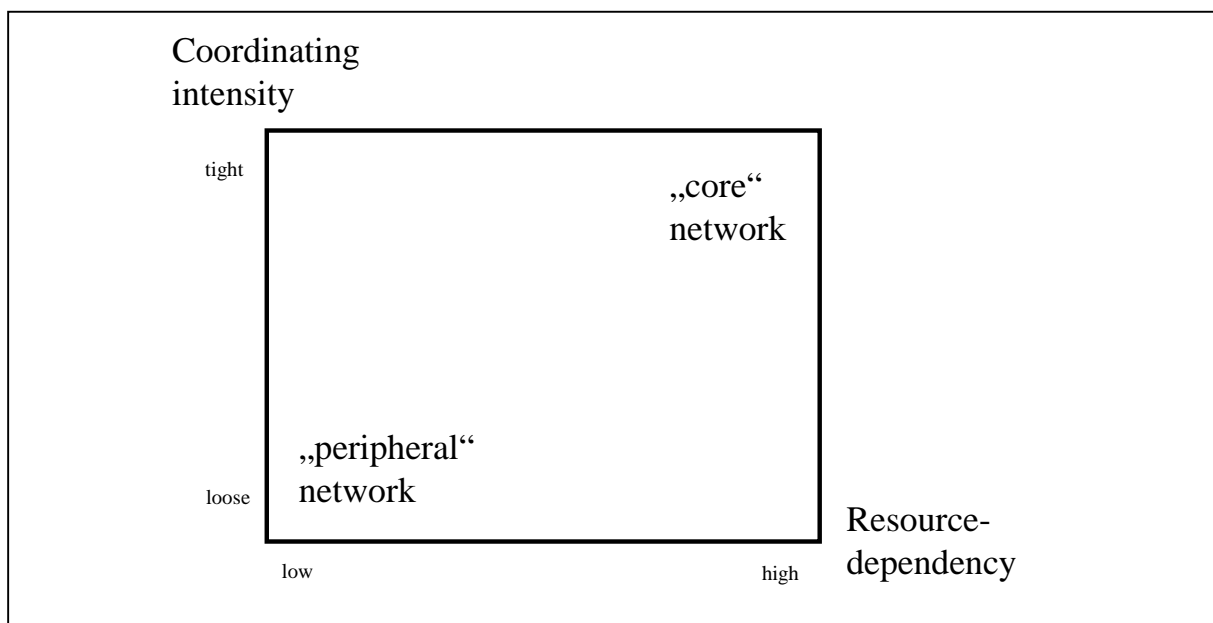 Coordinating
intensity
tight
„core“
network
„peripheral“
network
loose
Resource-
dependency
low
high